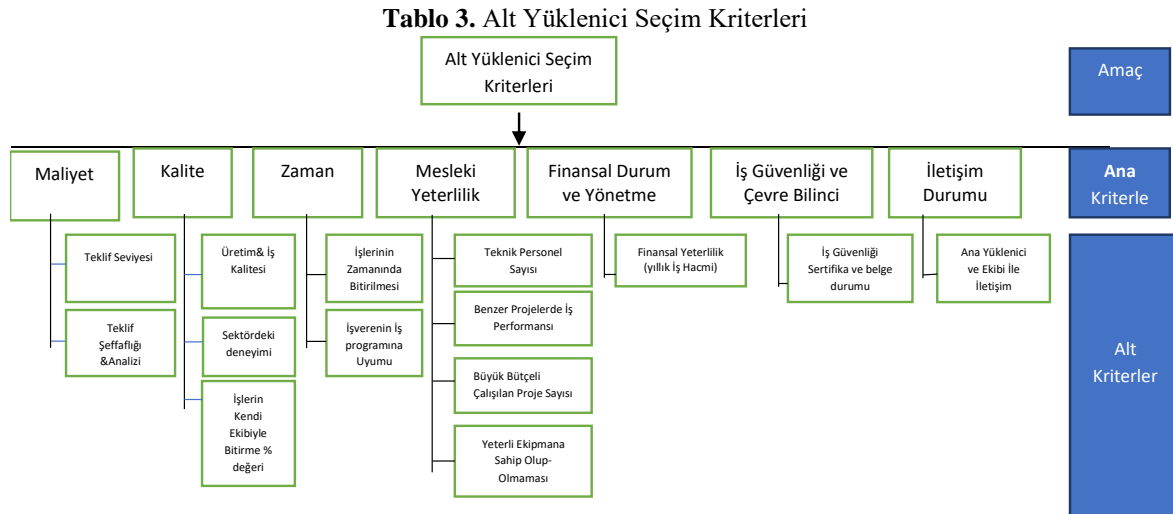 Tablo 3. Alt Yüklenici Seçim Kriterleri
Alt Yüklenici Seçim
Kriterleri
Amaç
Maliyet
Kalite
Zaman
Mesleki
Yeterlilik
Finansal Durum
ve Yönetme
İş Güvenliği ve
Çevre Bilinci
İletişim
Durumu
Ana
Kriterle
Teklif Seviyesi
Teklif
Şeffaflığı
&Analizi
Üretim& İş
Kalitesi
Sektördeki
deneyimi
İşlerin
Kendi
Ekibiyle
Bitirme %
değeri
İşlerinin
Zamanında
Bitirilmesi
İşverenin İş
programına
Uyumu
Teknik Personel
Sayısı
Benzer Projelerde İş
Performansı
Büyük Bütçeli
Çalışılan Proje Sayısı
Yeterli Ekipmana
Sahip Olup-
Olmaması
Finansal Yeterlilik
(yıllık İş Hacmi)
İş Güvenliği
Sertifika ve belge
durumu
Ana Yüklenici
ve Ekibi İle
İletişim
Alt
Kriterler